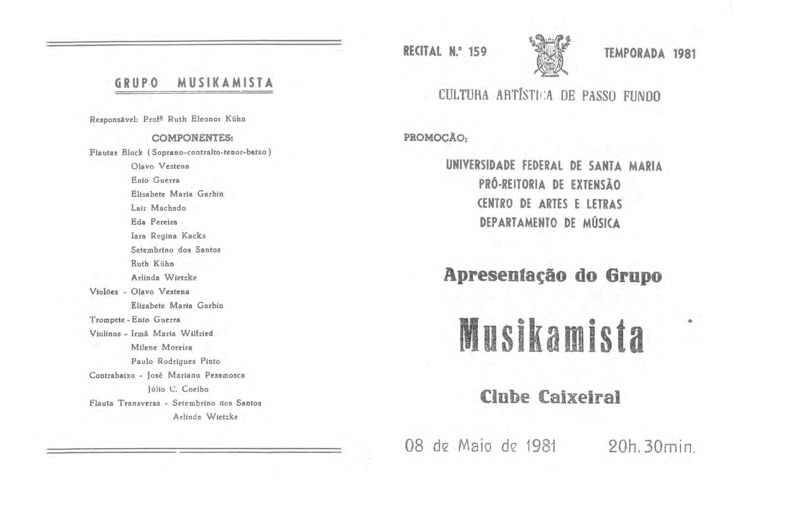 GRUPO MUSIKAMISTA
Responsável: Profª Ruth Eleonor Kühn
COMPONENTES:
Flautas Block (Soprano-contralto-tenor-baixo)
Olavo Vestena
Enio Guerra
Elisabete Maria Garbin
Lair Machado
Eda Pereira
Iara Regina Kacks
Setembrino dos Santos
Ruth Kühn
Arlinda Wietzke
Violões - Olavo Vestena
Elizabete Maria Garbin
Trompete - Enio Guerra
Violinos - Irmã Maria Wilfried
Milene Moreira
Paulo Rodrigues Pinto
Contrabaixo - José Mariano Pesamosca
Júlio C. Coelho
Flauta Transversa - Setembrino dos Santos
Arlinda Wietzke
RECITAL N.º 159 TEMPORADA 1981
CULTURA ARTÍSTICA DE PASSO FUNDO
PROMOÇÃO:
UNIVERSIDADE FEDERAL DE SANTA MARIA
PRÓ-REITORIA DE EXTENSÃO
CENTRO DE ARTES E LETRAS
DEPARTAMENTO DE MÚSICA
Apresentação do Grupo
Musikamista
Clube Caixeiral
08 de Maio de 1981 20h.30min.